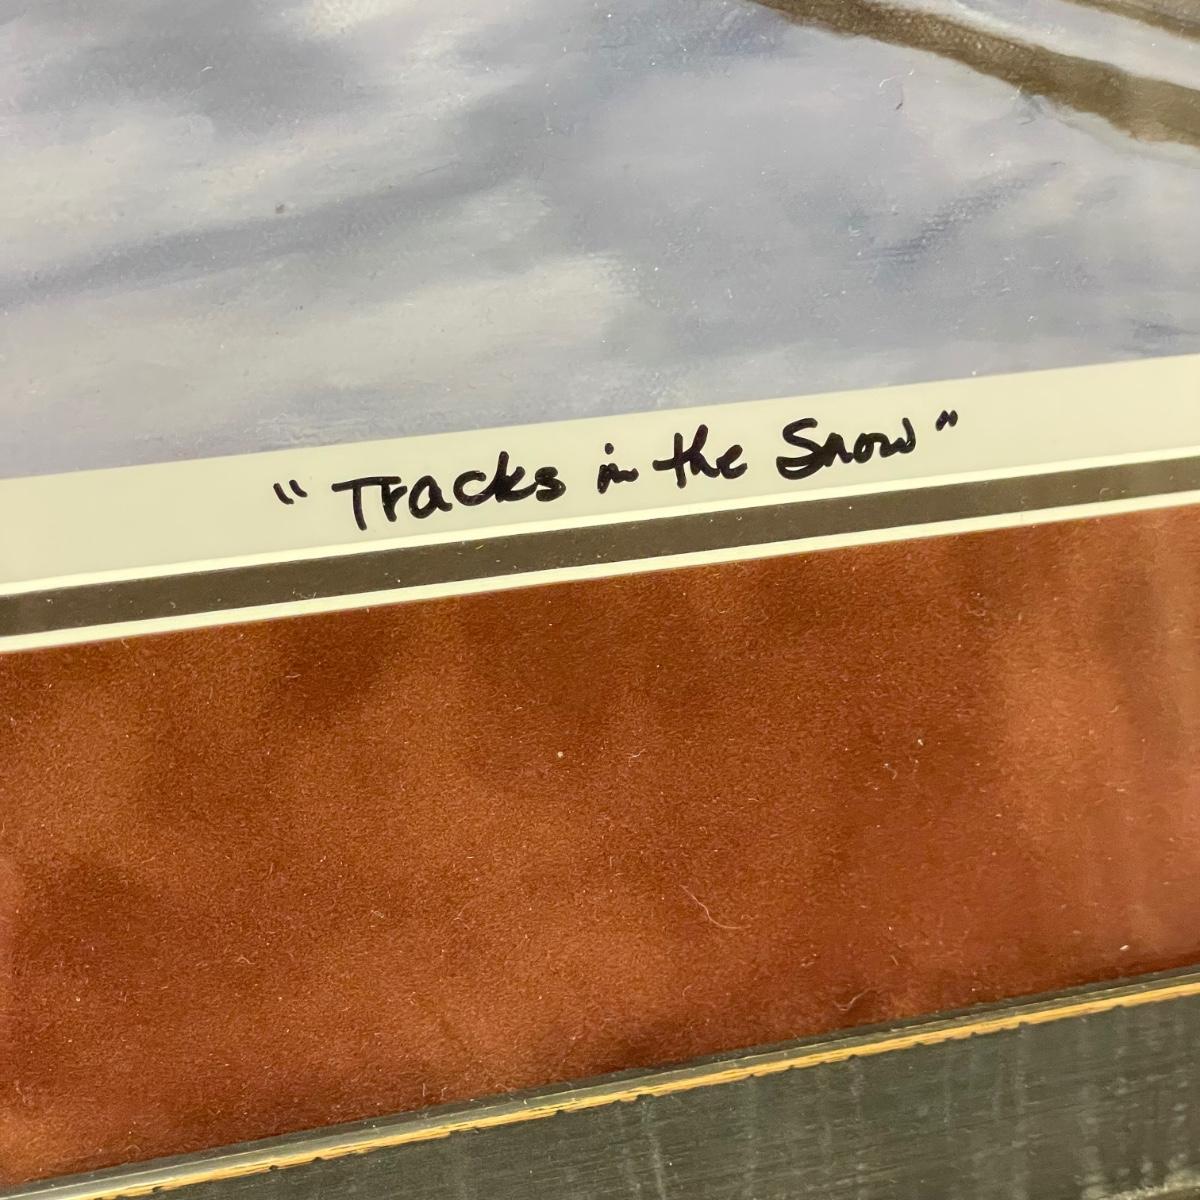 "Tracks in the Snow"